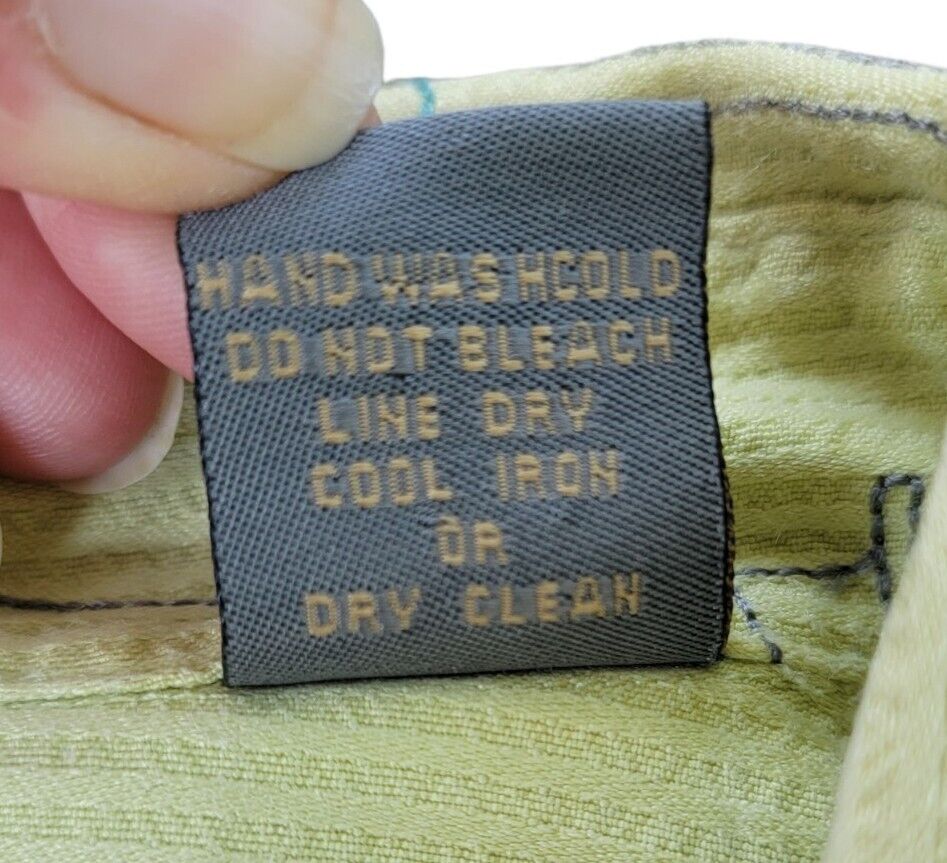 HAND WASH COLD
DO NOT BLEACH
LINE DRY
COOL IRON
OR
DRY CLEAN